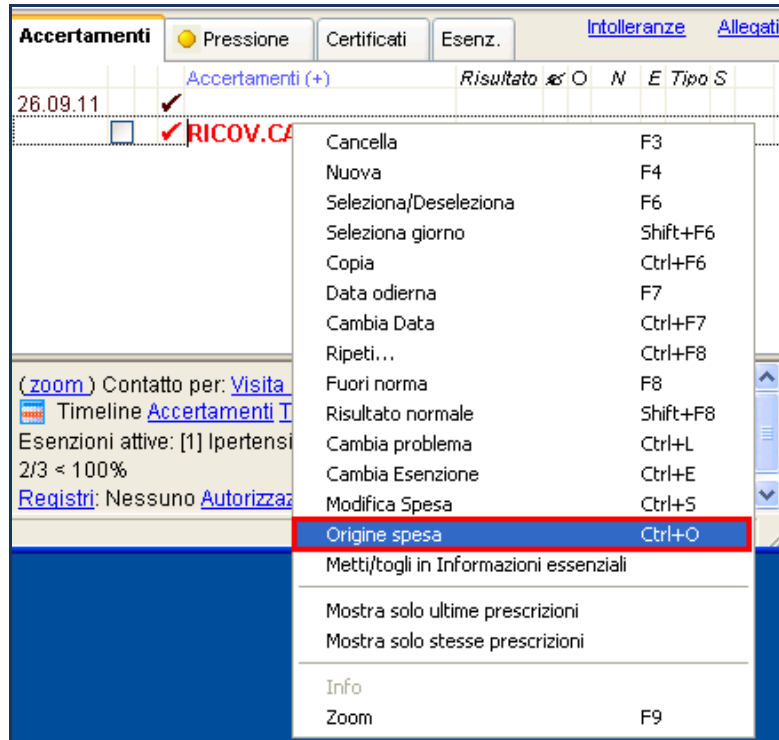 Accertamenti Pressione Certificati Esenz. Intolleranze Allegati
Accertamenti (+) Risultato O N E Tipo S
26.09.11
RICOV.CA
Cancella F3
Nuova F4
Seleziona/Deseleziona F6
Seleziona giorno Shift+F6
Copia Ctrl+F6
Data odierna F7
Cambia Data Ctrl+F7
Ripeti... Ctrl+F8
Fuori norma F8
Risultato normale Shift+F8
Cambia problema Ctrl+L
Cambia Esenzione Ctrl+E
Modifica Spesa Ctrl+S
Origine spesa Ctrl+O
Metti/togli in Informazioni essenziali
Mostra solo ultime prescrizioni
Mostra solo stesse prescrizioni
Info
Zoom F9
(zoom ) Contatto per: Visita
Timeline Accertamenti T
Esenzioni attive: [1] Ipertensi
2/3 < 100%
Registri: Nessuno Autorizzaz